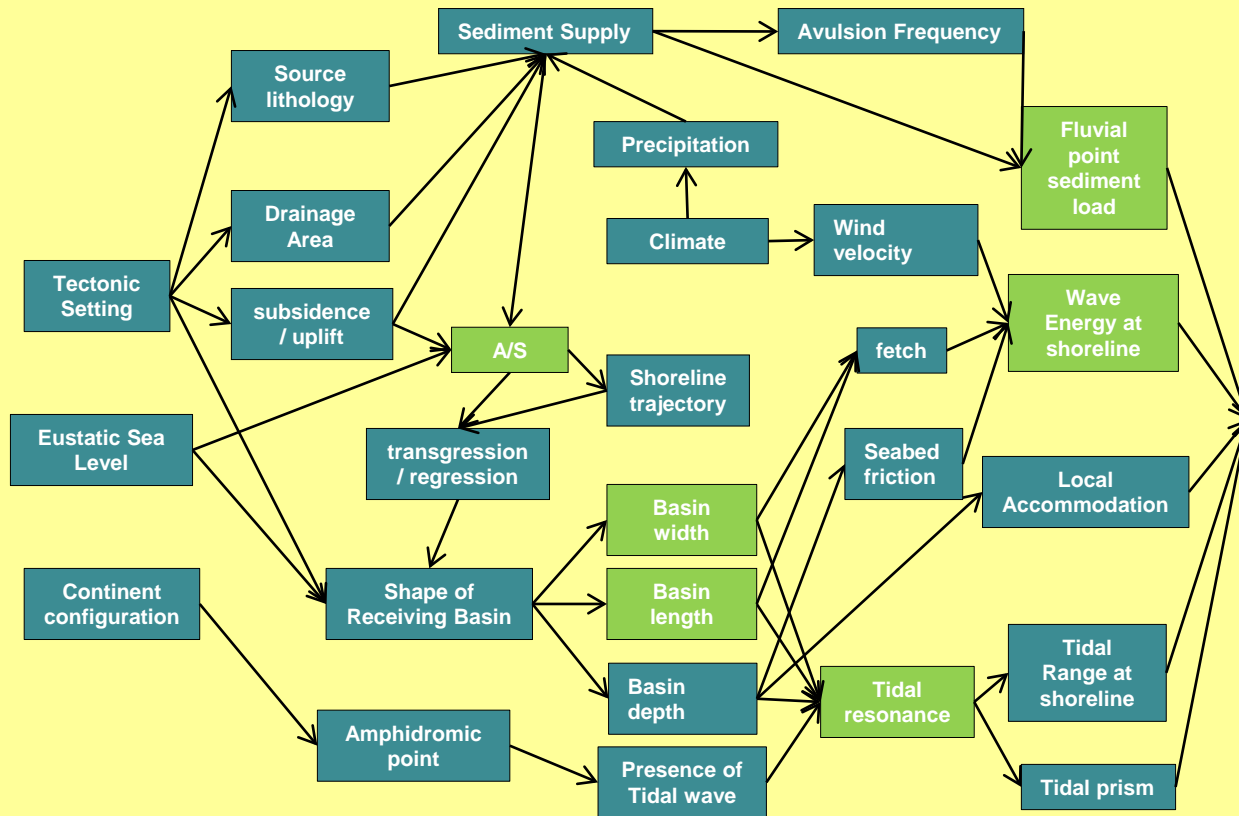 Sediment Supply
Avulsion Frequency
Source
lithology
Fluvial
point
sediment
load
Precipitation
Drainage
Area
Climate
Wind
velocity
Tectonic
Setting
subsidence
/ uplift
Wave
Energy at
shoreline
A/S
fetch
Shoreline
trajectory
Eustatic Sea
Level
transgression
/ regression
Seabed
friction
Local
Accommodation
Basin
width
Continent
configuration
Shape of
Receiving Basin
Basin
length
Tidal
Range at
shoreline
Basin
depth
Tidal
resonance
Amphidromic
point
Presence of
Tidal wave
Tidal prism